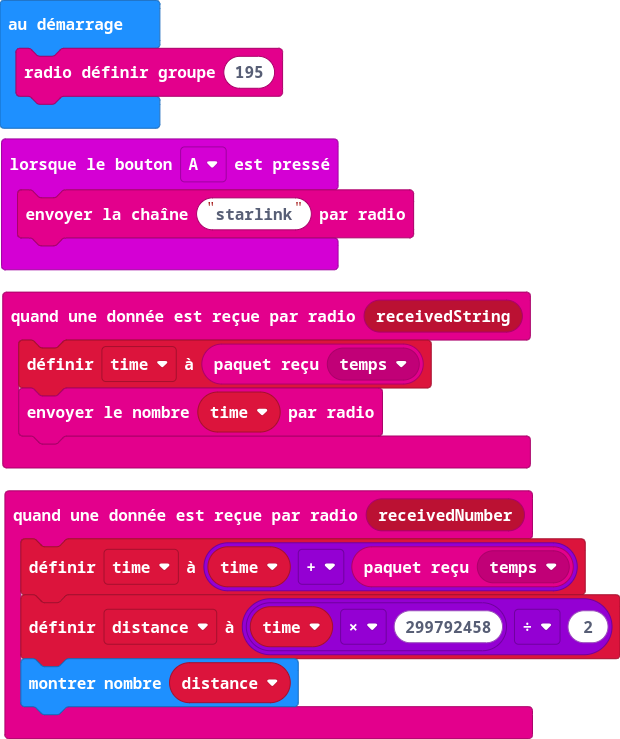 au démarrage
radio définir groupe 195
lorsque le bouton A est pressé
envoyer la chaîne "starlink" par radio
quand une donnée est reçue par radio receivedString
définir time à paquet reçu temps
envoyer le nombre time par radio
quand une donnée est reçue par radio receivedNumber
définir time à time + paquet reçu temps
définir distance à time × 299792458 ÷ 2
montrer nombre distance